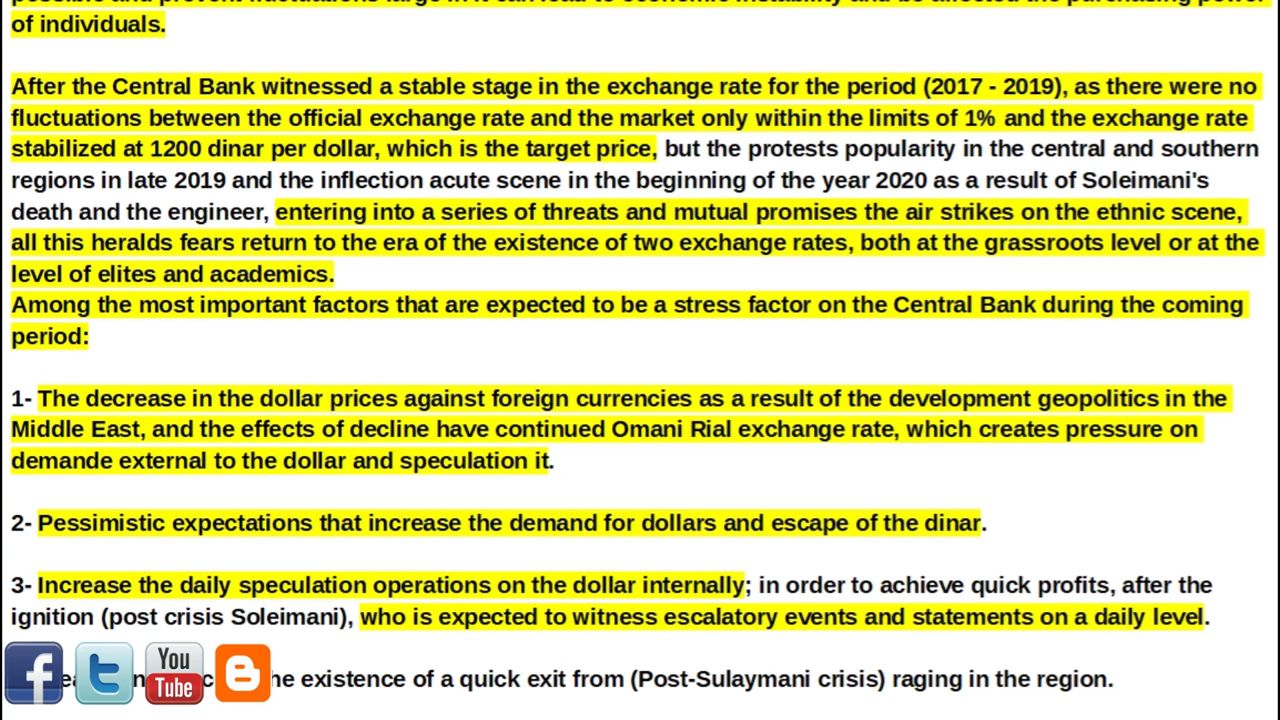 of individuals.
After the Central Bank witnessed a stable stage in the exchange rate for the period (2017 - 2019), as there were no
fluctuations between the official exchange rate and the market only within the limits of 1% and the exchange rate
stabilized at 1200 dinar per dollar, which is the target price, but the protests popularity in the central and southern
regions in late 2019 and the inflection acute scene in the beginning of the year 2020 as a result of Soleimani's
death and the engineer, entering into a series of threats and mutual promises the air strikes on the ethnic scene,
all this heralds fears return to the era of the existence of two exchange rates, both at the grassroots level or at the
level of elites and academics.
Among the most important factors that are expected to be a stress factor on the Central Bank during the coming
period:
1- The decrease in the dollar prices against foreign currencies as a result of the development geopolitics in the
Middle East, and the effects of decline have continued Omani Rial exchange rate, which creates pressure on
demande external to the dollar and speculation it.
2- Pessimistic expectations that increase the demand for dollars and escape of the dinar.
3- Increase the daily speculation operations on the dollar internally; in order to achieve quick profits, after the
ignition (post crisis Soleimani), who is expected to witness escalatory events and statements on a daily level.
existence of a quick exit from (Post-Sulaymani crisis) raging in the region.
You
Tube